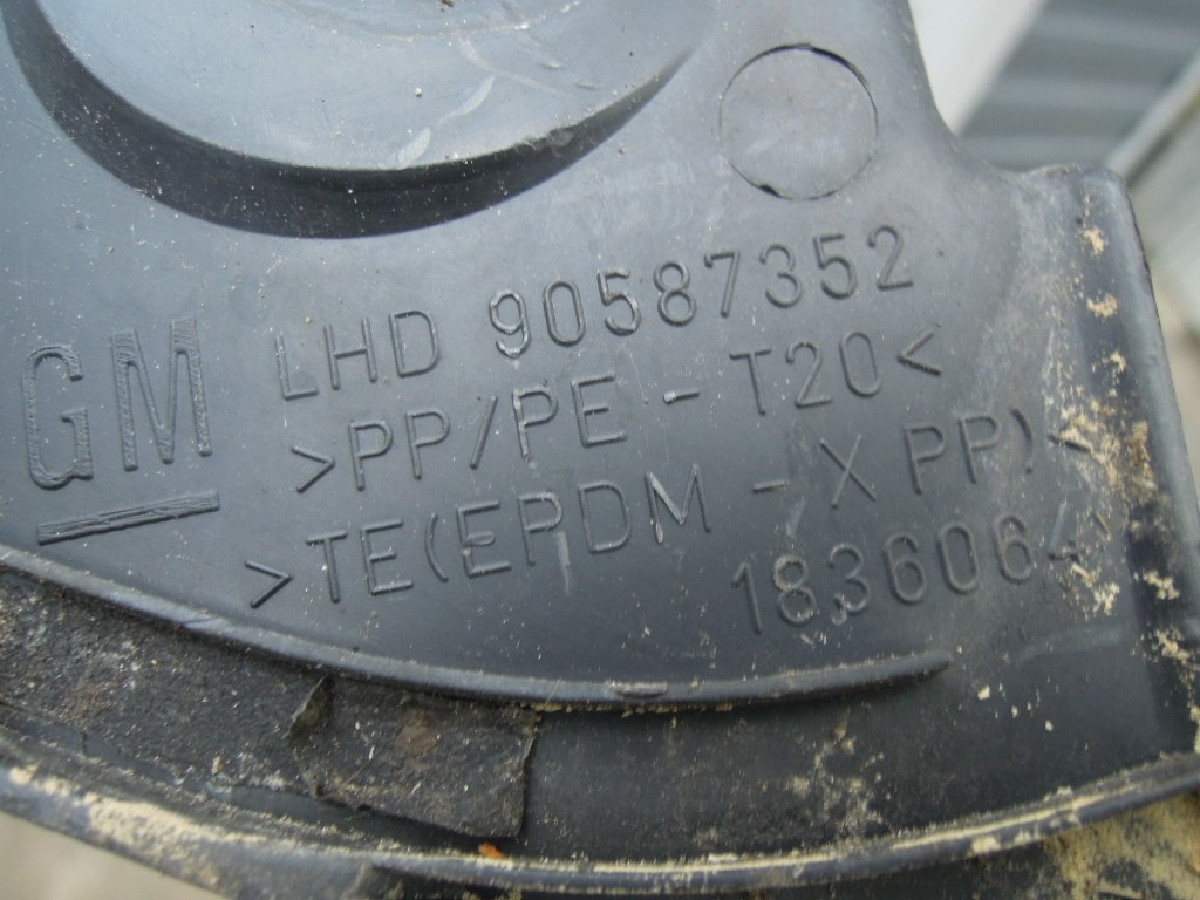 GM
LHD 90587352
>PP/PE - T20<
>TE(EPDM - X PP)<
1836064